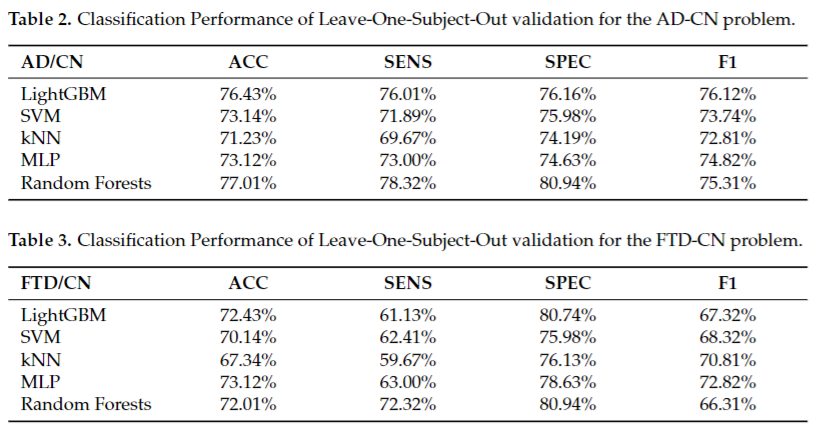 Table 2. Classification Performance of Leave-One-Subject-Out validation for the AD-CN problem.
AD/CN ACC SENS SPEC F1
LightGBM 76.43% 76.01% 76.16% 76.12%
SVM 73.14% 71.89% 75.98% 73.74%
kNN 71.23% 69.67% 74.19% 72.81%
MLP 73.12% 73.00% 74.63% 74.82%
Random Forests 77.01% 78.32% 80.94% 75.31%
Table 3. Classification Performance of Leave-One-Subject-Out validation for the FTD-CN problem.
FTD/CN ACC SENS SPEC F1
LightGBM 72.43% 61.13% 80.74% 67.32%
SVM 70.14% 62.41% 75.98% 68.32%
kNN 67.34% 59.67% 76.13% 70.81%
MLP 73.12% 63.00% 78.63% 72.82%
Random Forests 72.01% 72.32% 80.94% 66.31%